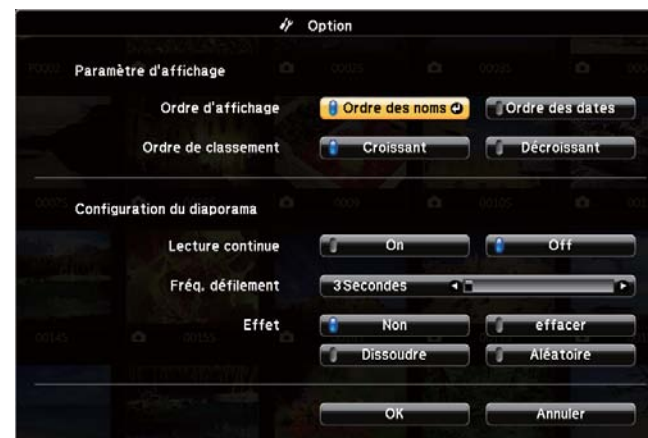 Option
Paramètre d'affichage
Ordre d'affichage Ordre des noms Ordre des dates
Ordre de classement Croissant Décroissant
Configuration du diaporama
Lecture continue On Off
Fréq. défilement 3Secondes
Effet Non effacer
Dissoudre Aléatoire
OK Annuler